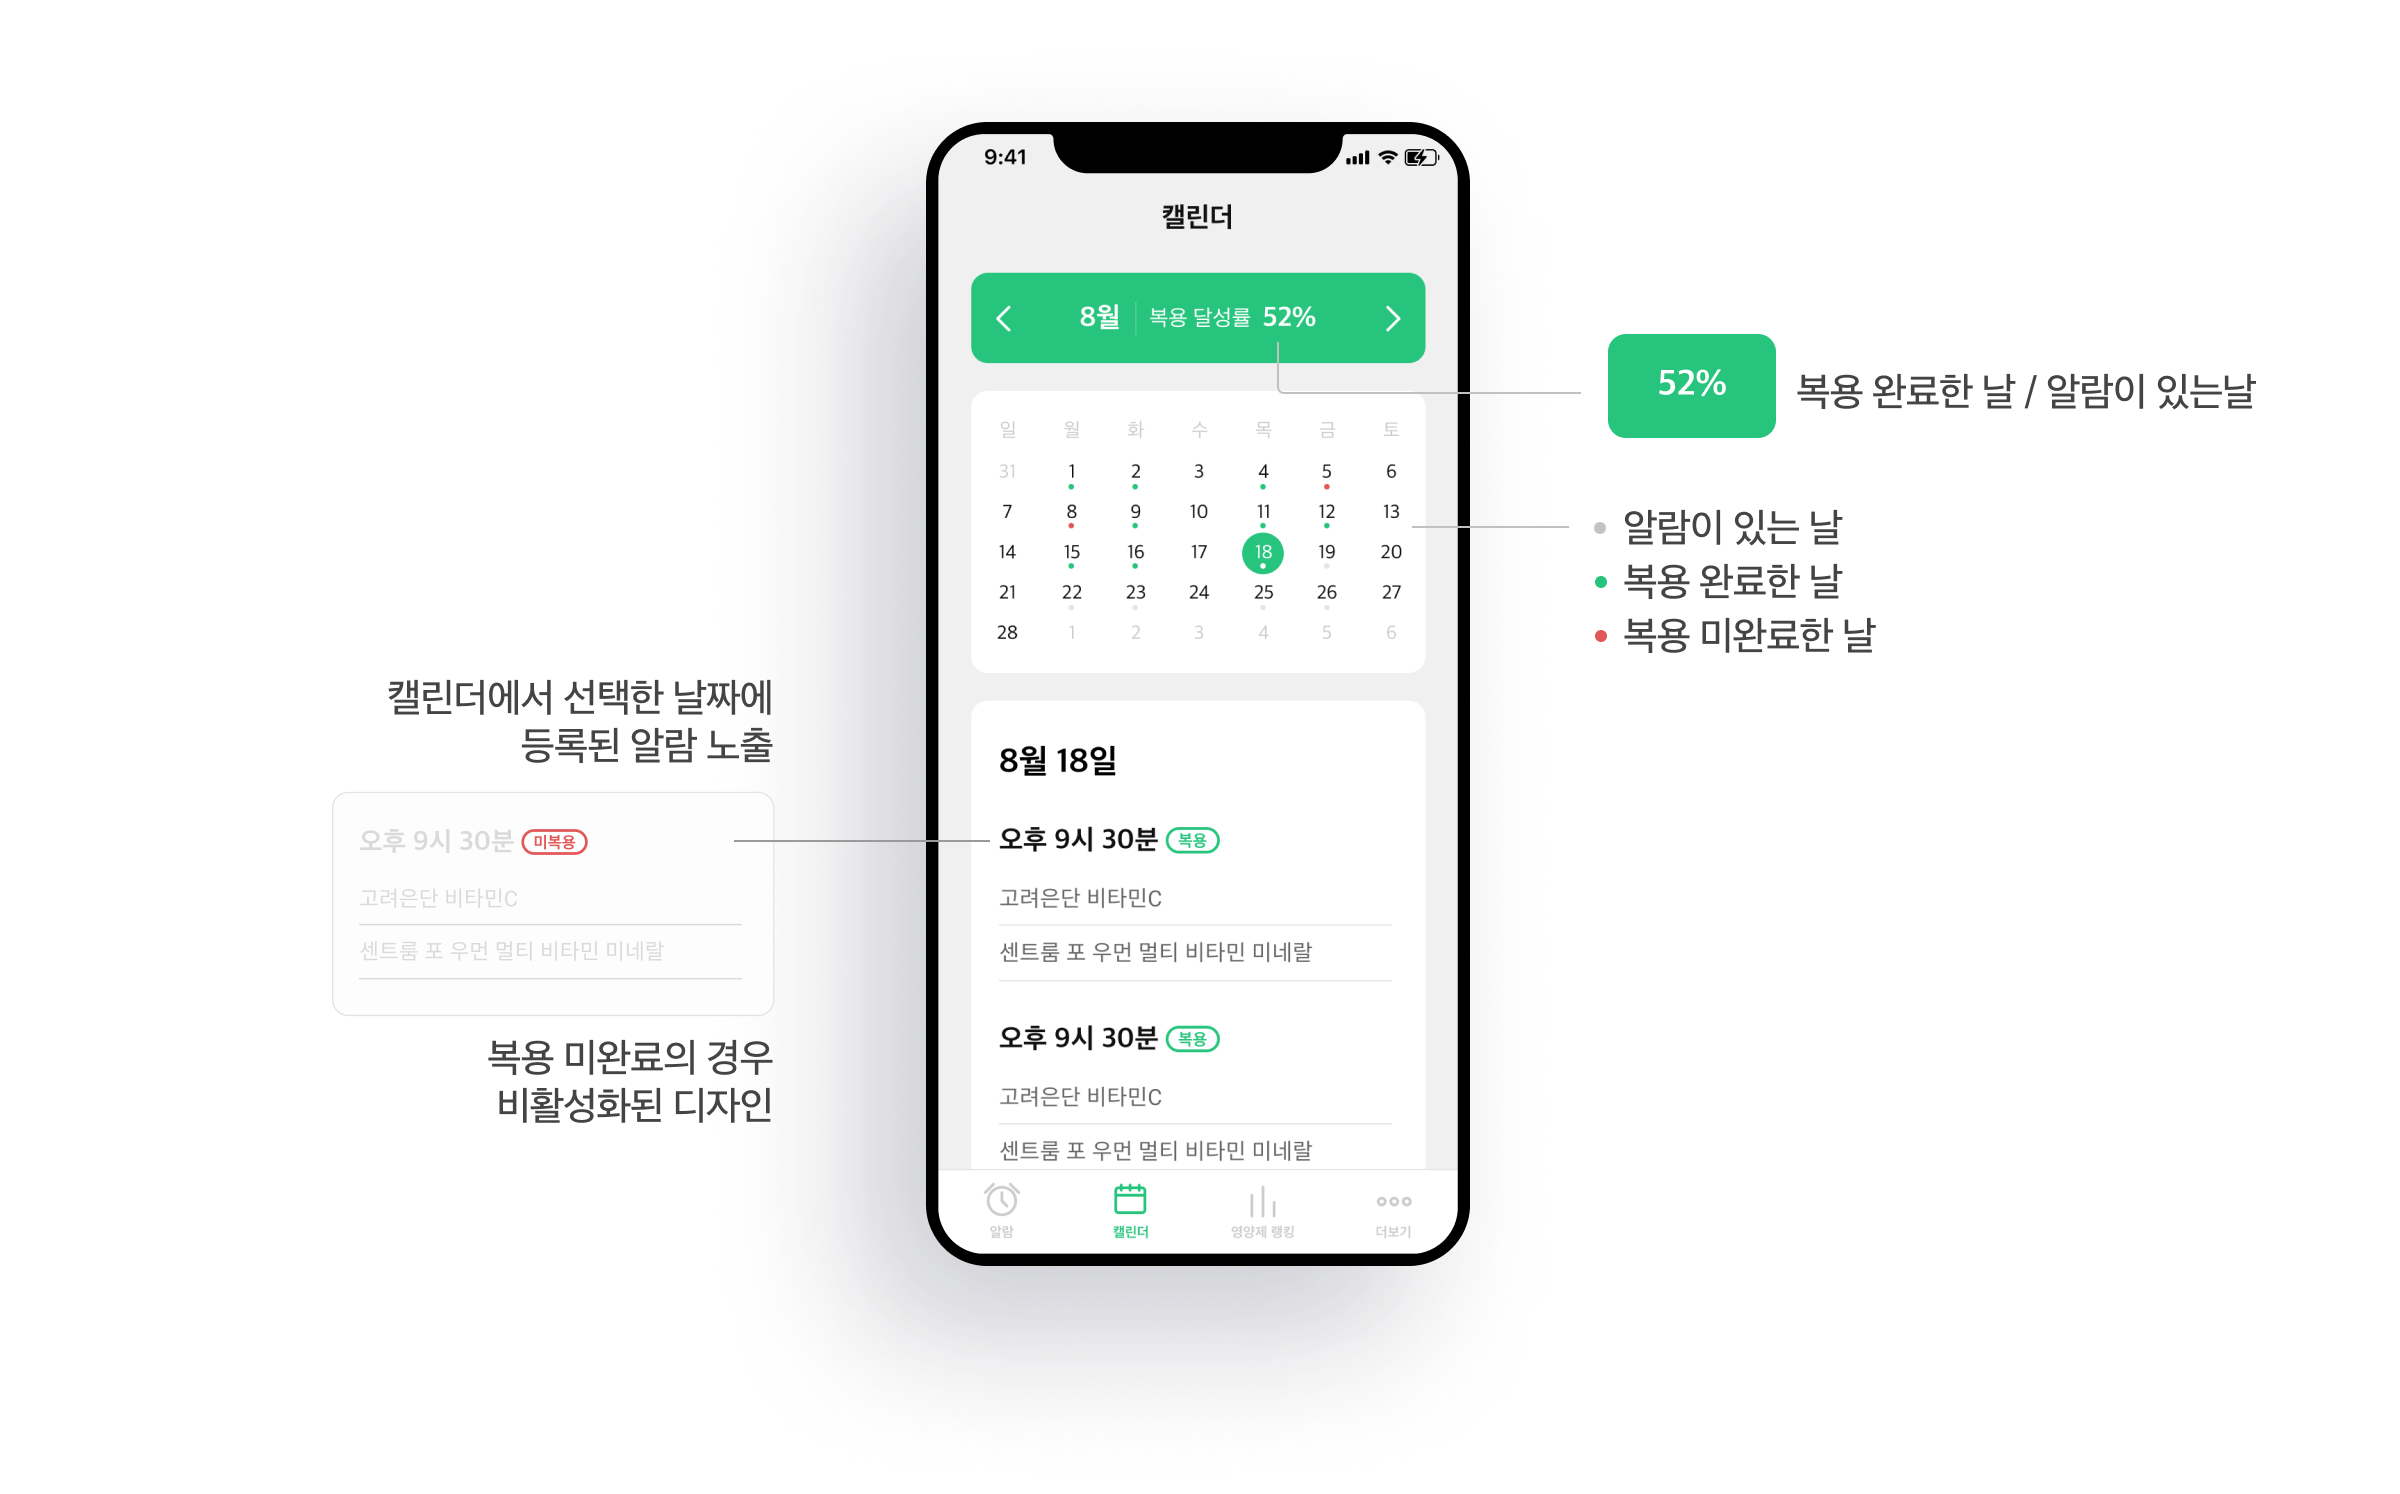 9:41
캘린더
8월 복용 달성률 52%
일 월 화 수 목 금 토
31 1 2 3 4 5 6
7 8 9 10 11 12 13
14 15 16 17 18 19 20
21 22 23 24 25 26 27
28 1 2 3 4 5 6
8월 18일
오후 9시 30분 복용
고려은단 비타민C
센트룸 포 우먼 멀티 비타민 미네랄
오후 9시 30분 복용
고려은단 비타민C
센트룸 포 우먼 멀티 비타민 미네랄
알람 캘린더 영양제 랭킹 더보기
52% 복용 완료한 날 / 알람이 있는날
알람이 있는 날
복용 완료한 날
복용 미완료한 날
캘린더에서 선택한 날짜에
등록된 알람 노출
오후 9시 30분 미복용
고려은단 비타민C
센트룸 포 우먼 멀티 비타민 미네랄
복용 미완료의 경우
비활성화된 디자인